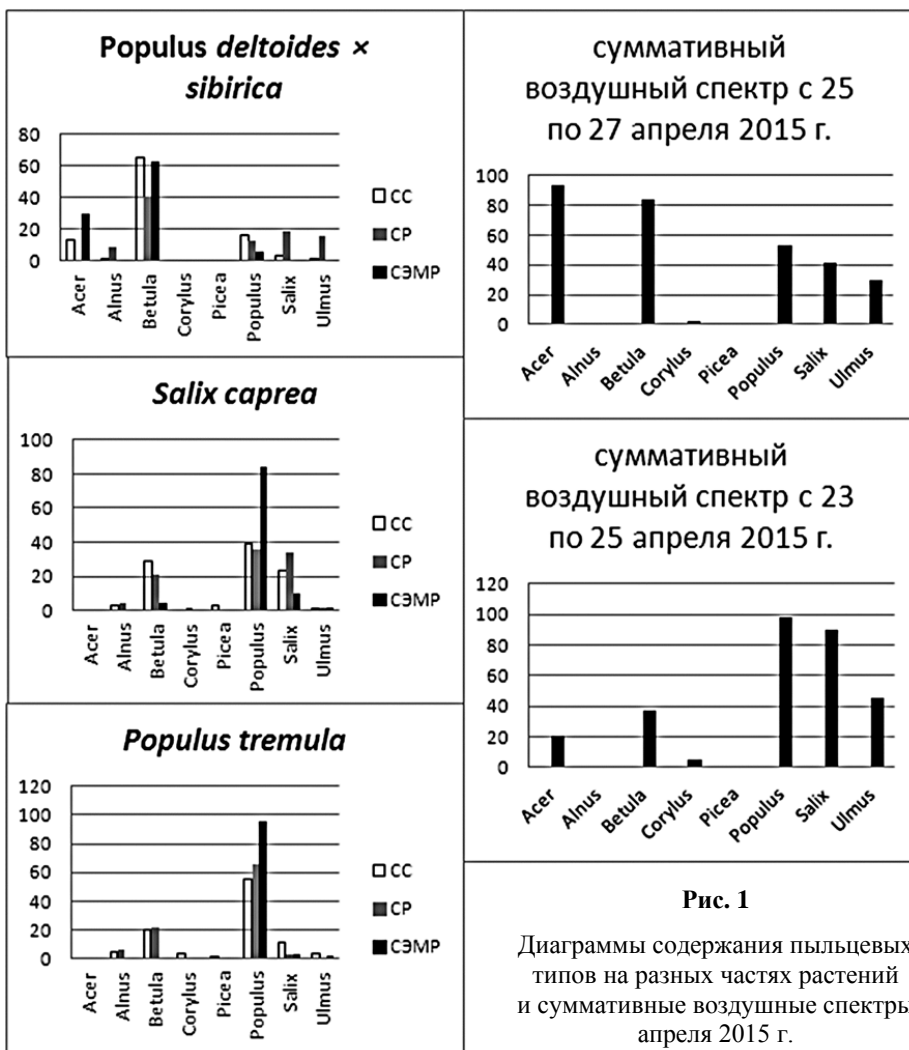 Populus deltoides ×
sibirica
80
60
40
20
0
Acer
Alnus
Betula
Corylus
Picea
Populus
Salix
Ulmus
СС
СР
СЭМР
Salix caprea
100
80
60
40
20
0
Acer
Alnus
Betula
Corylus
Picea
Populus
Salix
Ulmus
СС
СР
СЭМР
Populus tremula
120
100
80
60
40
20
0
Acer
Alnus
Betula
Corylus
Picea
Populus
Salix
Ulmus
СС
СР
СЭМР
суммативный
воздушный спектр с 25
по 27 апреля 2015 г.
100
80
60
40
20
0
Acer
Alnus
Betula
Corylus
Picea
Populus
Salix
Ulmus
суммативный
воздушный спектр с 23
по 25 апреля 2015 г.
120
100
80
60
40
20
0
Acer
Alnus
Betula
Corylus
Picea
Populus
Salix
Ulmus
Рис. 1
Диаграммы содержания пыльцевых
типов на разных частях растений
и суммативные воздушные спектры
апреля 2015 г.